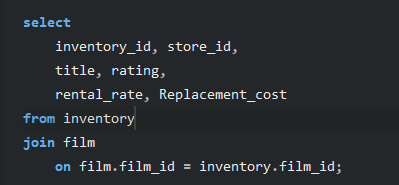 select
inventory_id, store_id,
title, rating,
rental_rate, Replacement_cost
from inventory
join film
on film.film_id = inventory.film_id;